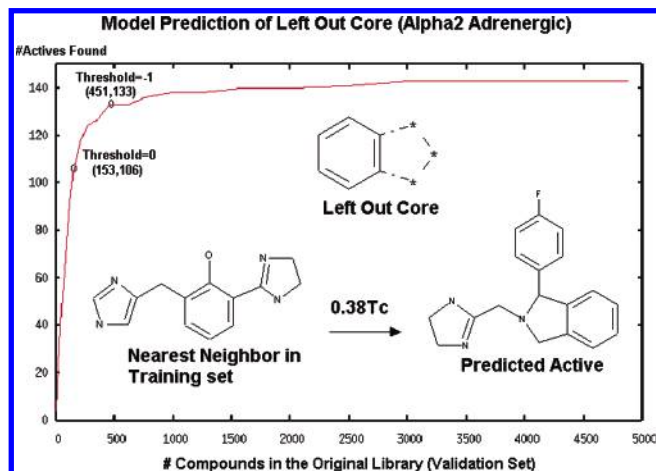 Model Prediction of Left Out Core (Alpha2 Adrenergic)
#Actives Found
140
120
100
80
60
40
20
0
Threshold=-1
(451,133)
Threshold=0
(153,106)
* * *
Left Out Core
N
N
O
N
N
Nearest Neighbor in
Training set
0.38Tc
F
N
N
N
Predicted Active
0 500 1000 1500 2000 2500 3000 3500 4000 4500 5000
# Compounds in the Original Library (Validation Set)